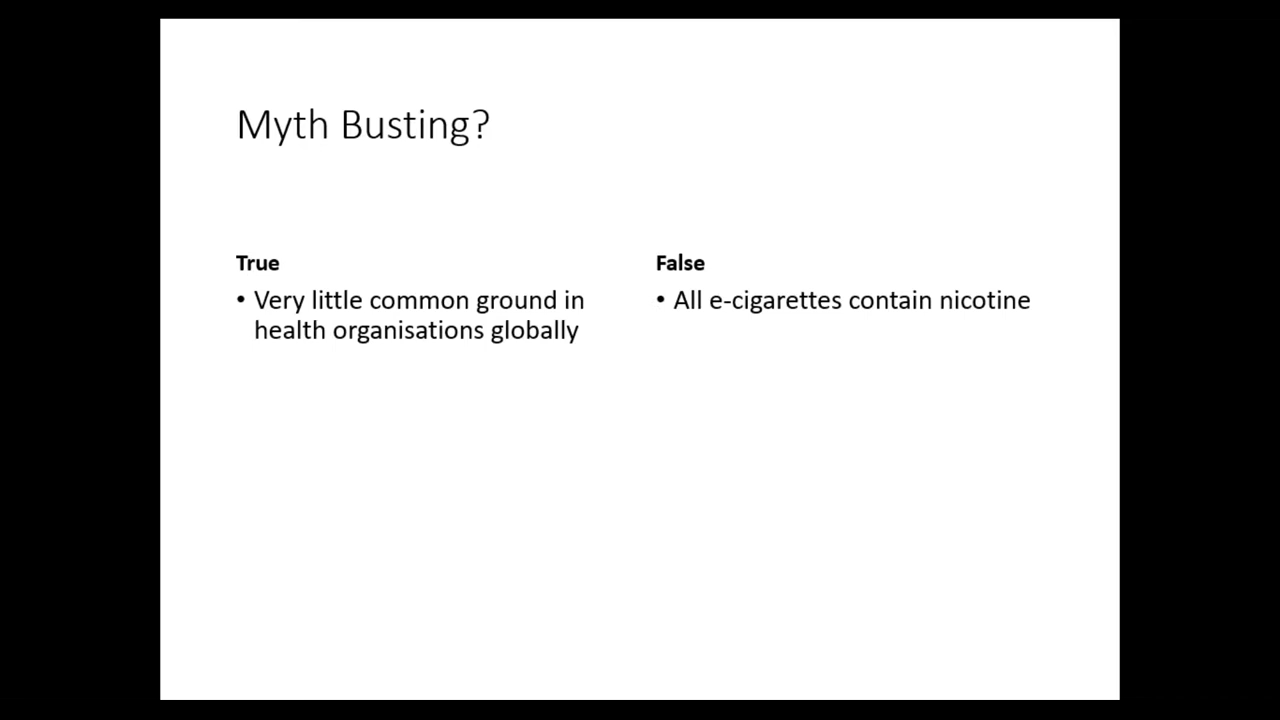 Myth Busting?
True
• Very little common ground in
health organisations globally
False
• All e-cigarettes contain nicotine